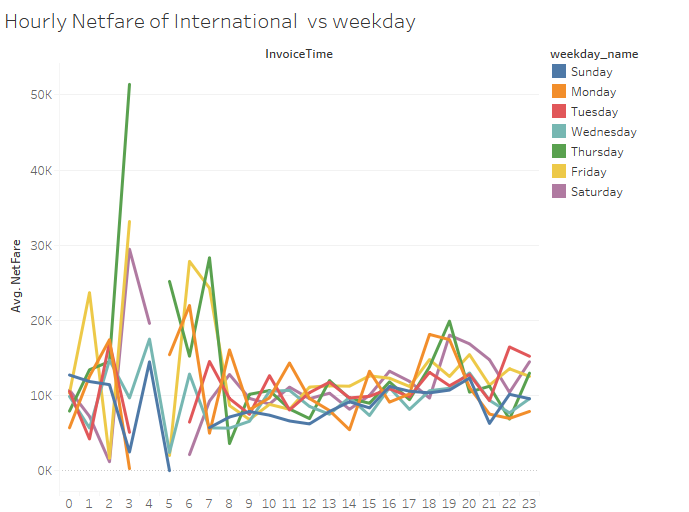 Hourly Netfare of International  vs weekday
InvoiceTime
weekday_name
Sunday
Monday
Tuesday
Wednesday
Thursday
Friday
Saturday
Avg. NetFare
50K
40K
30K
20K
10K
0K
0 1 2 3 4 5 6 7 8 9 10 11 12 13 14 15 16 17 18 19 20 21 22 23